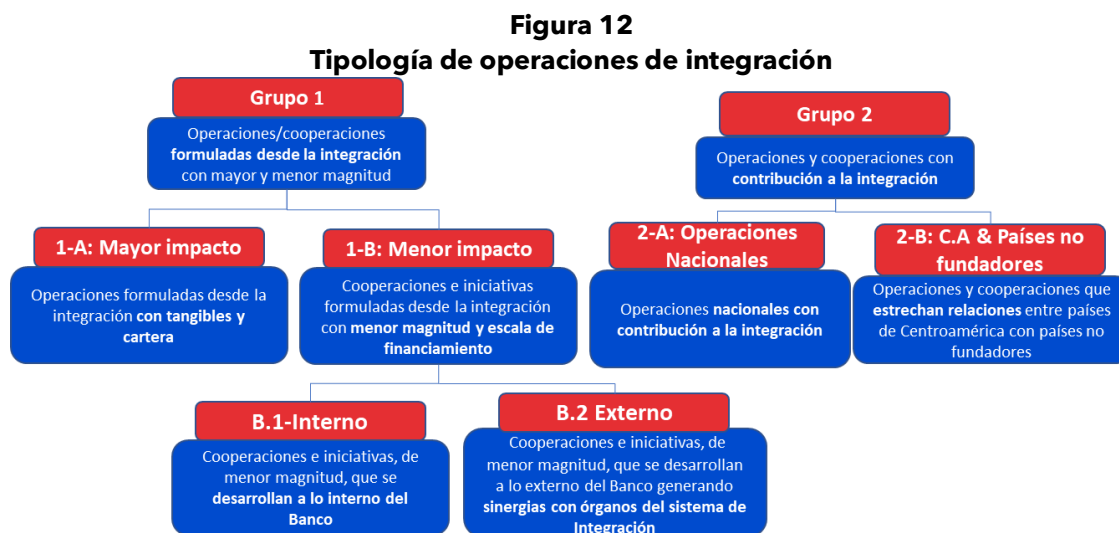 Figura 12
Tipología de operaciones de integración
Grupo 1
Operaciones/cooperaciones
formuladas desde la integración
con mayor y menor magnitud
Grupo 2
Operaciones y cooperaciones con
contribución a la integración
1-A: Mayor impacto
Operaciones formuladas desde la
integración con tangibles y
cartera
1-B: Menor impacto
Cooperaciones e iniciativas
formuladas desde la integración
con menor magnitud y escala de
financiamiento
2-A: Operaciones
Nacionales
Operaciones nacionales con
contribución a la integración
2-B: C.A & Países no
fundadores
Operaciones y cooperaciones que
estrechan relaciones entre países
de Centroamérica con países no
fundadores
B.1-Interno
Cooperaciones e iniciativas, de
menor magnitud, que se
desarrollan a lo interno del
Banco
B.2 Externo
Cooperaciones e iniciativas, de
menor magnitud, que se desarrollan
a lo externo del Banco generando
sinergias con órganos del sistema de
Integración